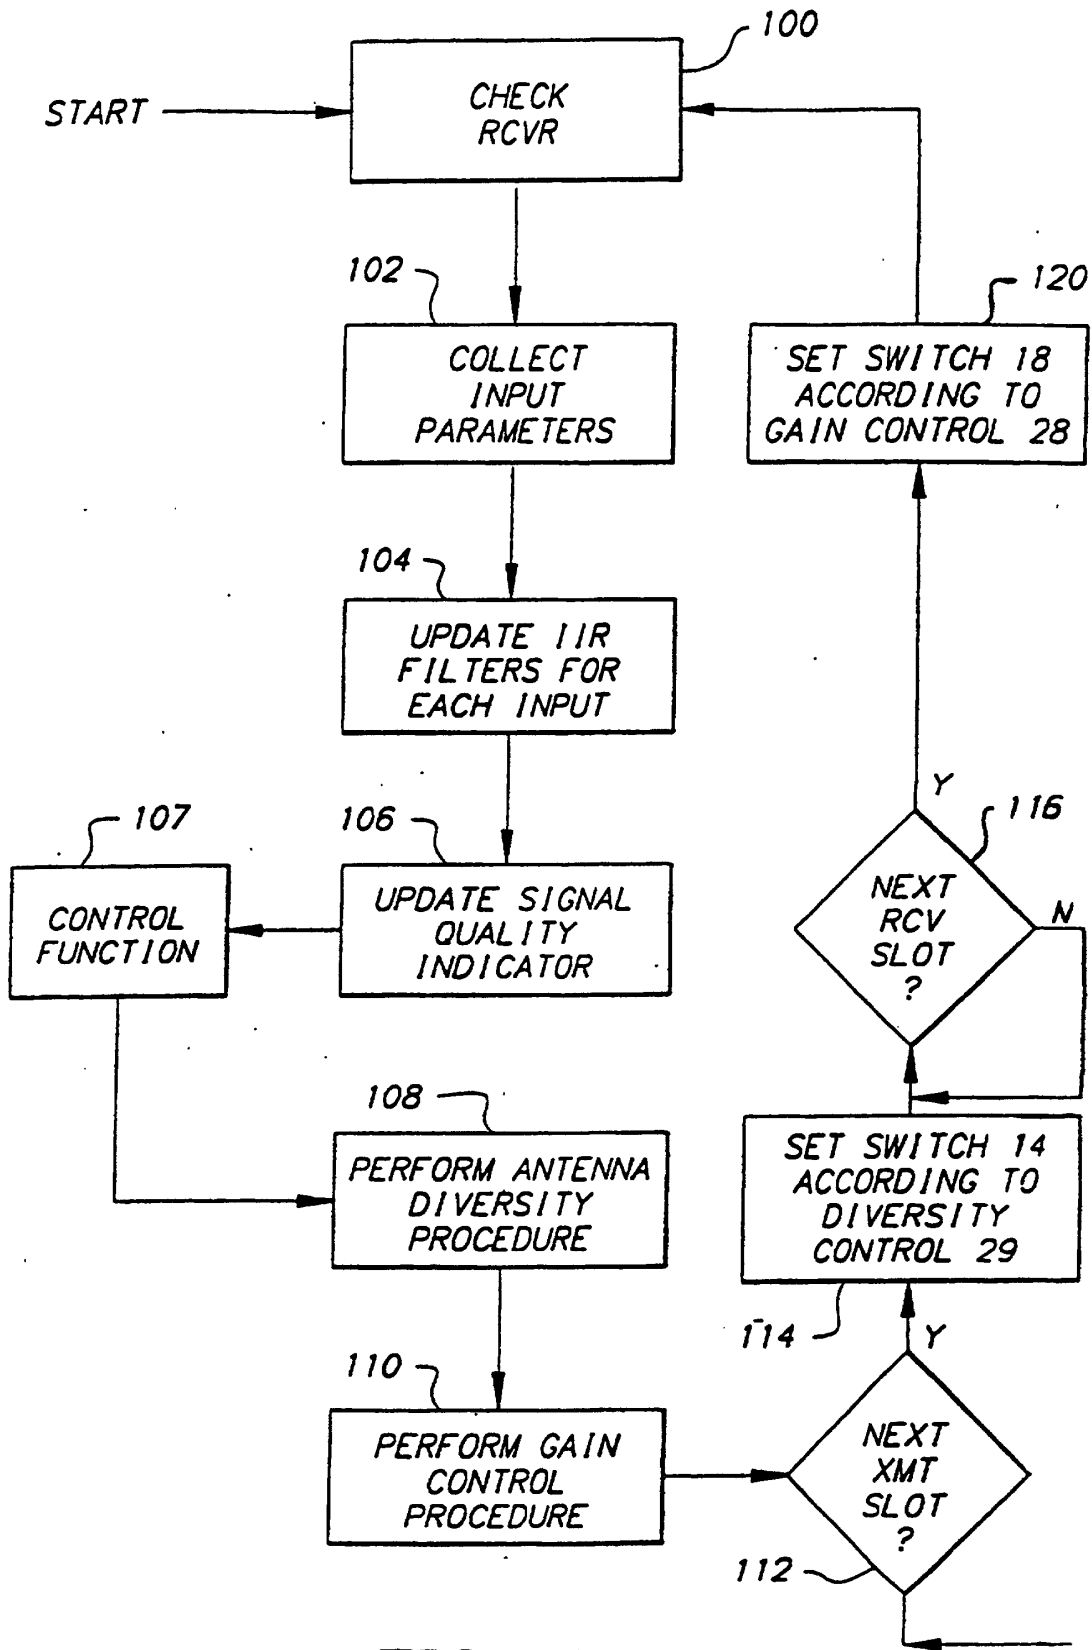 100
START
CHECK
RCVR
102
COLLECT
INPUT
PARAMETERS
120
SET SWITCH 18
ACCORDING TO
GAIN CONTROL 28
104
UPDATE IIR
FILTERS FOR
EACH INPUT
107
CONTROL
FUNCTION
106
UPDATE SIGNAL
QUALITY
INDICATOR
Y
116
NEXT
RCV
SLOT
?
N
108
PERFORM ANTENNA
DIVERSITY
PROCEDURE
SET SWITCH 14
ACCORDING TO
DIVERSITY
CONTROL 29
114
Y
110
PERFORM GAIN
CONTROL
PROCEDURE
NEXT
XMT
SLOT
?
112